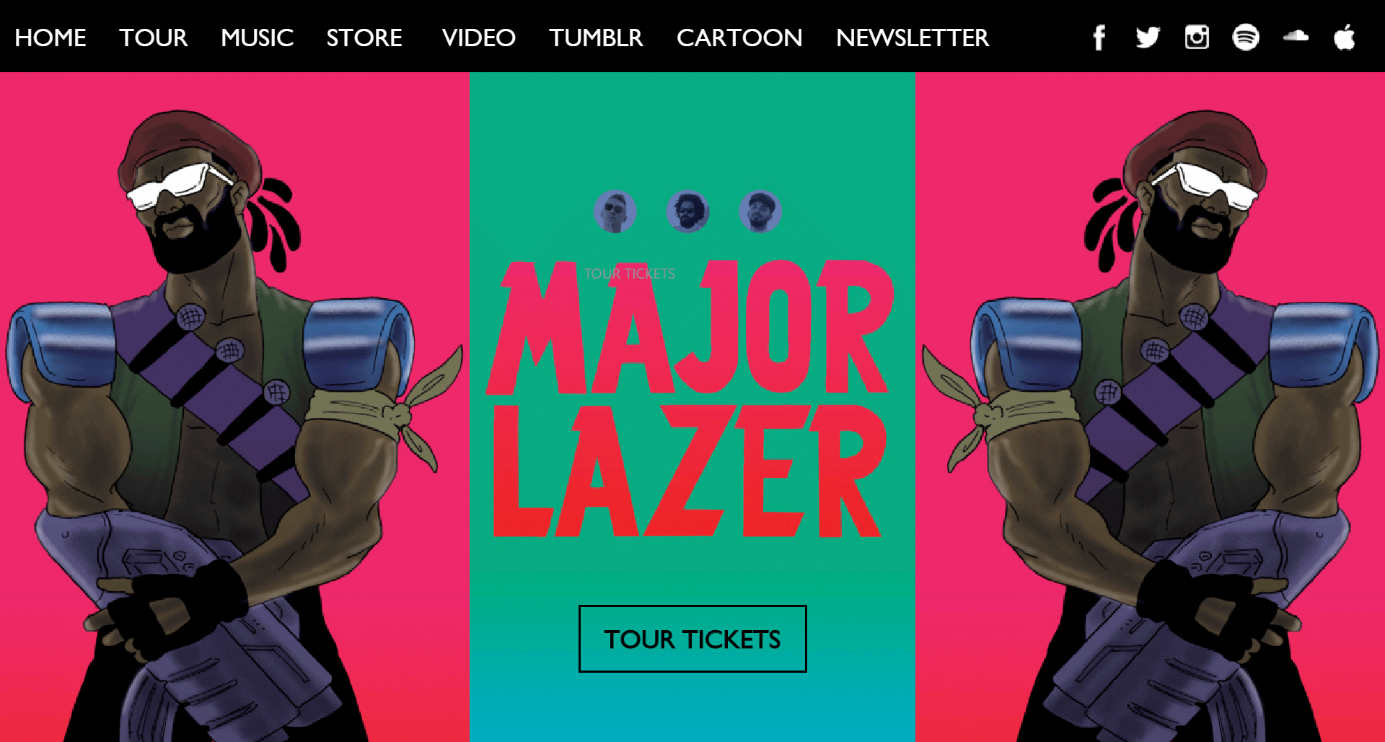 HOME TOUR MUSIC STORE VIDEO TUMBLR CARTOON NEWSLETTER
TOUR TICKETS
MAJOR
LAZER
TOUR TICKETS